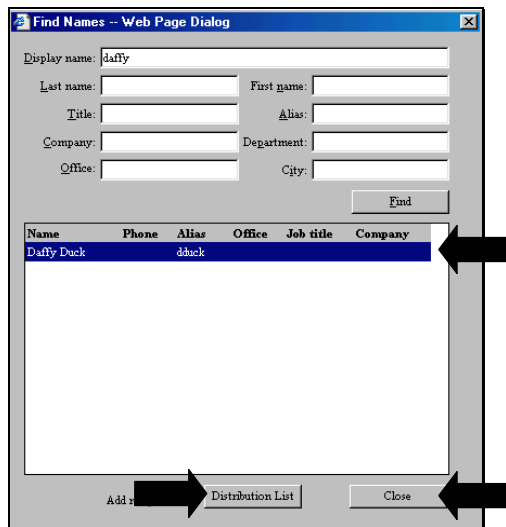 Find Names -- Web Page Dialog
Display name: daffy
Last name: First name:
Title: Alias:
Company: Department:
Office: City:
Find
Name Phone Alias Office Job title Company
Daffy Duck dduck
Add Distribution List Close